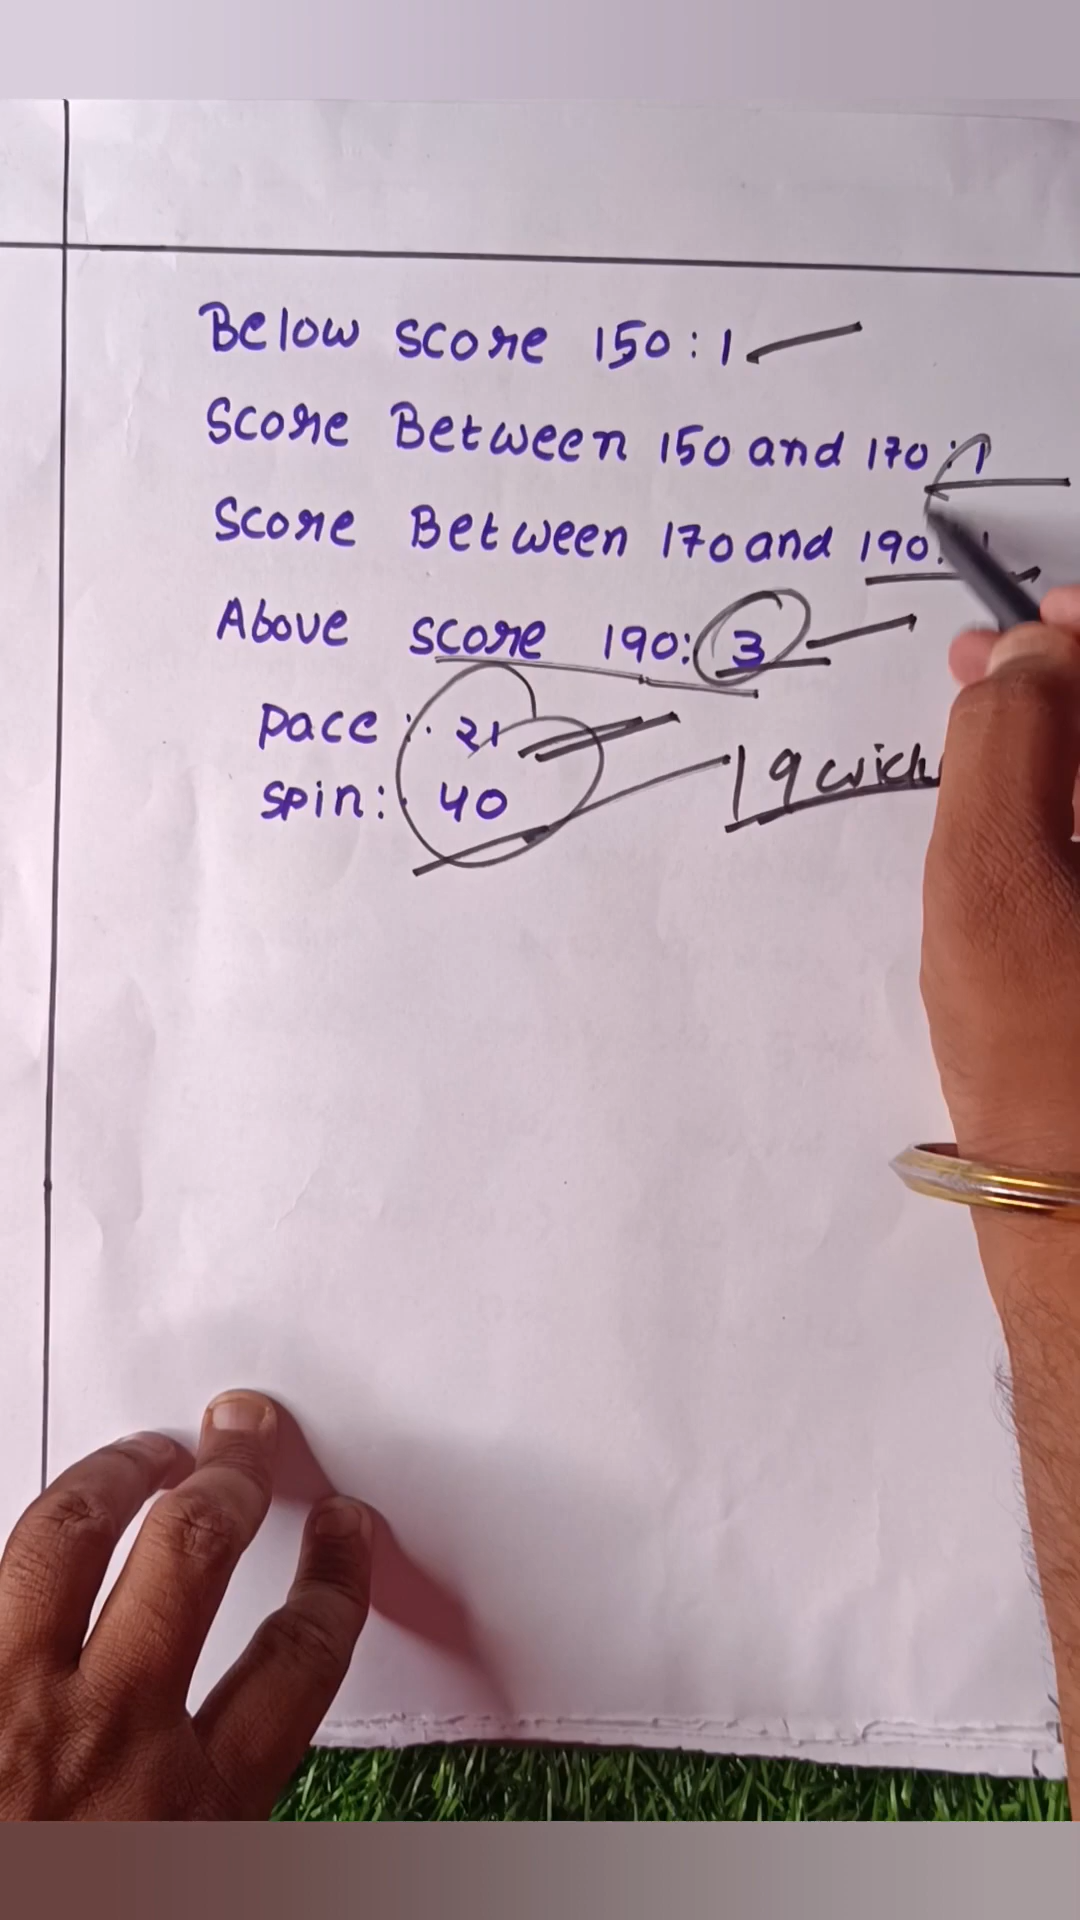 Below score 150 : 1
Score Between 150 and 170 : 1
Score Between 170 and 190 :
Above score 190 : 3
pace : 21
spin : 40
19